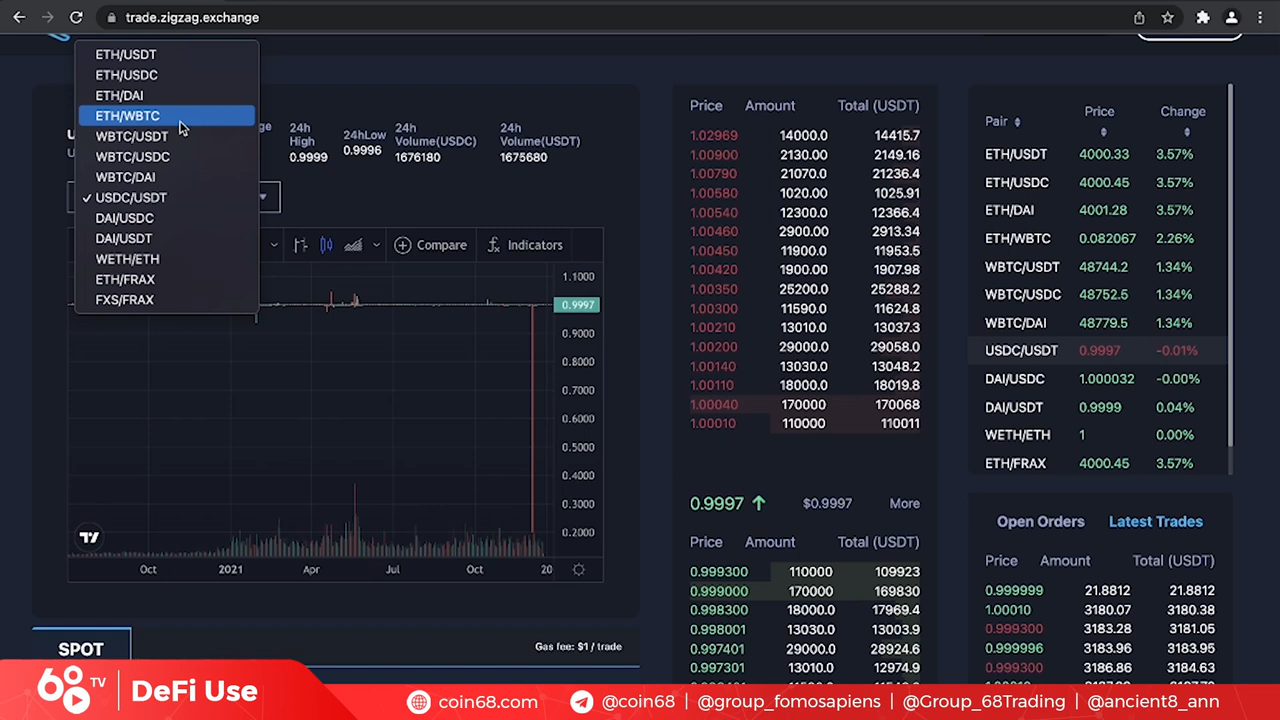 trade.zigzag.exchange
ETH/USDT
ETH/USDC
ETH/DAI
ETH/WBTC
WBTC/USDT
WBTC/USDC
WBTC/DAI
✓ USDC/USDT
DAI/USDC
DAI/USDT
WETH/ETH
ETH/FRAX
FXS/FRAX
24h High
0.9999
24hLow
0.9996
24h Volume(USDC)
1676180
24h Volume(USDT)
1675680
Compare
Indicators
1.1000
0.9997
0.9000
0.8000
0.7000
0.6000
0.5000
0.4000
0.3000
0.2000
Oct 2021 Apr Jul Oct 20
SPOT
Gas fee: $1 / trade
Price Amount Total (USDT)
1.02969 14000.0 14415.7
1.00900 2130.00 2149.16
1.00790 21070.0 21236.4
1.00580 1020.00 1025.91
1.00540 12300.0 12366.4
1.00460 2900.00 2913.34
1.00450 11900.0 11953.5
1.00420 1900.00 1907.98
1.00350 25200.0 25288.2
1.00300 11590.0 11624.8
1.00210 13010.0 13037.3
1.00200 29000.0 29058.0
1.00140 13030.0 13048.2
1.00110 18000.0 18019.8
1.00040 170000 170068
1.00010 110000 110011
0.9997 $0.9997 More
Price Amount Total (USDT)
0.999300 110000 109923
0.999000 170000 169830
0.998300 18000.0 17969.4
0.998001 13030.0 13003.9
0.997401 29000.0 28924.6
0.997301 13010.0 12974.9
Pair Price Change
ETH/USDT 4000.33 3.57%
ETH/USDC 4000.45 3.57%
ETH/DAI 4001.28 3.57%
ETH/WBTC 0.082067 2.26%
WBTC/USDT 48744.2 1.34%
WBTC/USDC 48752.5 1.34%
WBTC/DAI 48779.5 1.34%
USDC/USDT 0.9997 -0.01%
DAI/USDC 1.000032 -0.00%
DAI/USDT 0.9999 0.04%
WETH/ETH 1 0.00%
ETH/FRAX 4000.45 3.57%
Open Orders Latest Trades
Price Amount Total (USDT)
0.999999 21.8812 21.8812
1.00010 3180.07 3180.38
0.999300 3183.28 3181.05
0.999996 3183.96 3183.95
0.999300 3186.86 3184.63
68 TV
DeFi Use
coin68.com
@coin68 | @group_fomosapiens | @Group_68Trading | @ancient8_ann